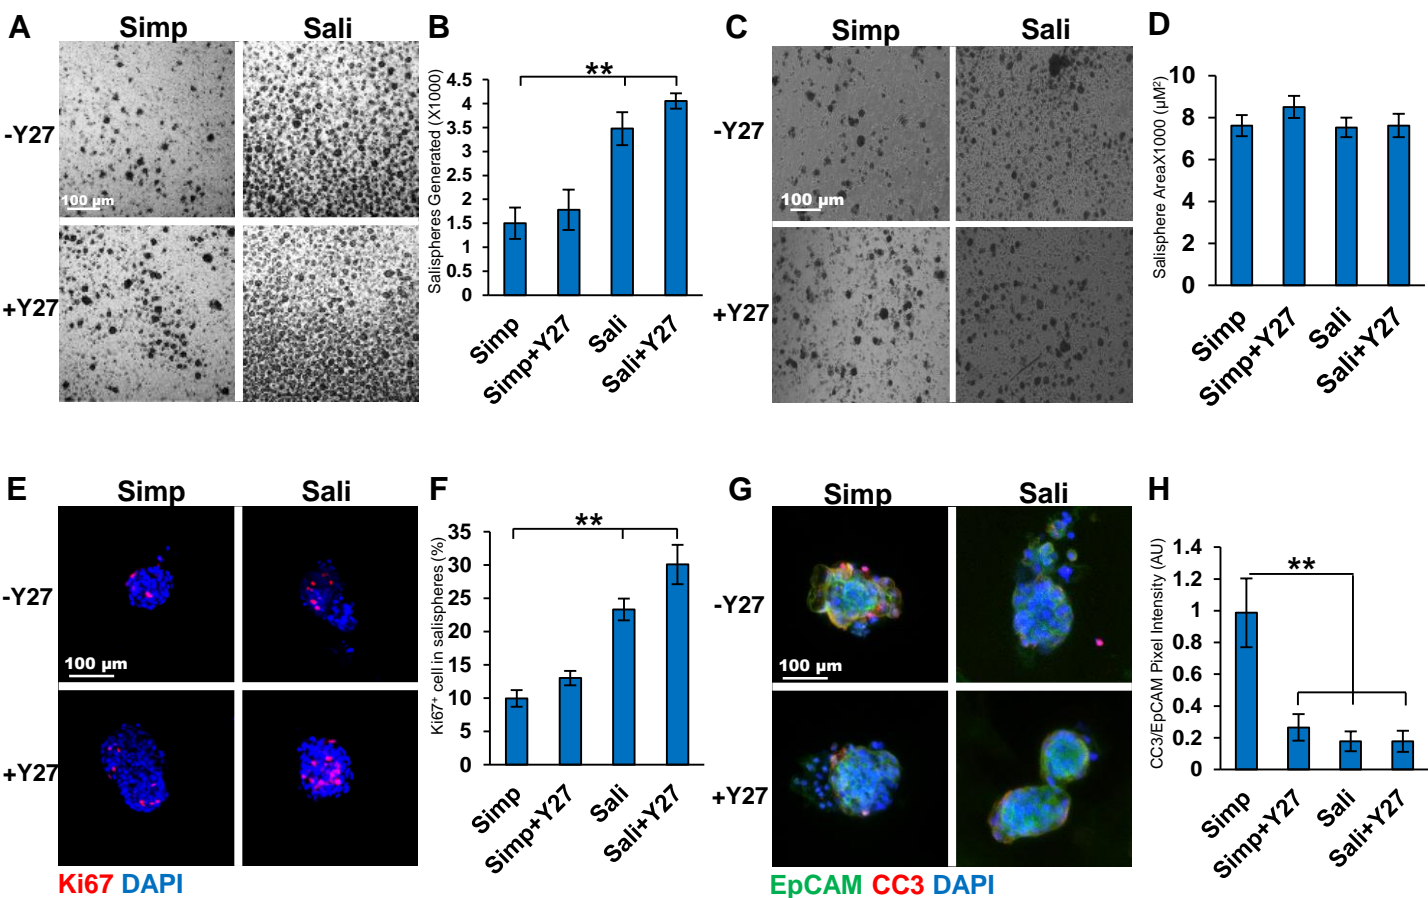 A
Simp
Sali
-Y27
100 µm
+Y27
B
Salispheres Generated (X1000)
**
4.5
4
3.5
3
2.5
2
1.5
1
0.5
0
Simp
Simp+Y27
Sali
Sali+Y27
C
Simp
Sali
-Y27
100 µm
+Y27
D
Salisphere AreaX1000 (µM²)
10
8
6
4
2
0
Simp
Simp+Y27
Sali
Sali+Y27
E
Simp
Sali
-Y27
100 µm
+Y27
Ki67 DAPI
F
Ki67⁺ cell in salispheres (%)
**
35
30
25
20
15
10
5
0
Simp
Simp+Y27
Sali
Sali+Y27
G
Simp
Sali
-Y27
100 µm
+Y27
EpCAM CC3 DAPI
H
CC3/EpCAM Pixel Intensity (AU)
**
1.4
1.2
1
0.8
0.6
0.4
0.2
0
Simp
Simp+Y27
Sali
Sali+Y27